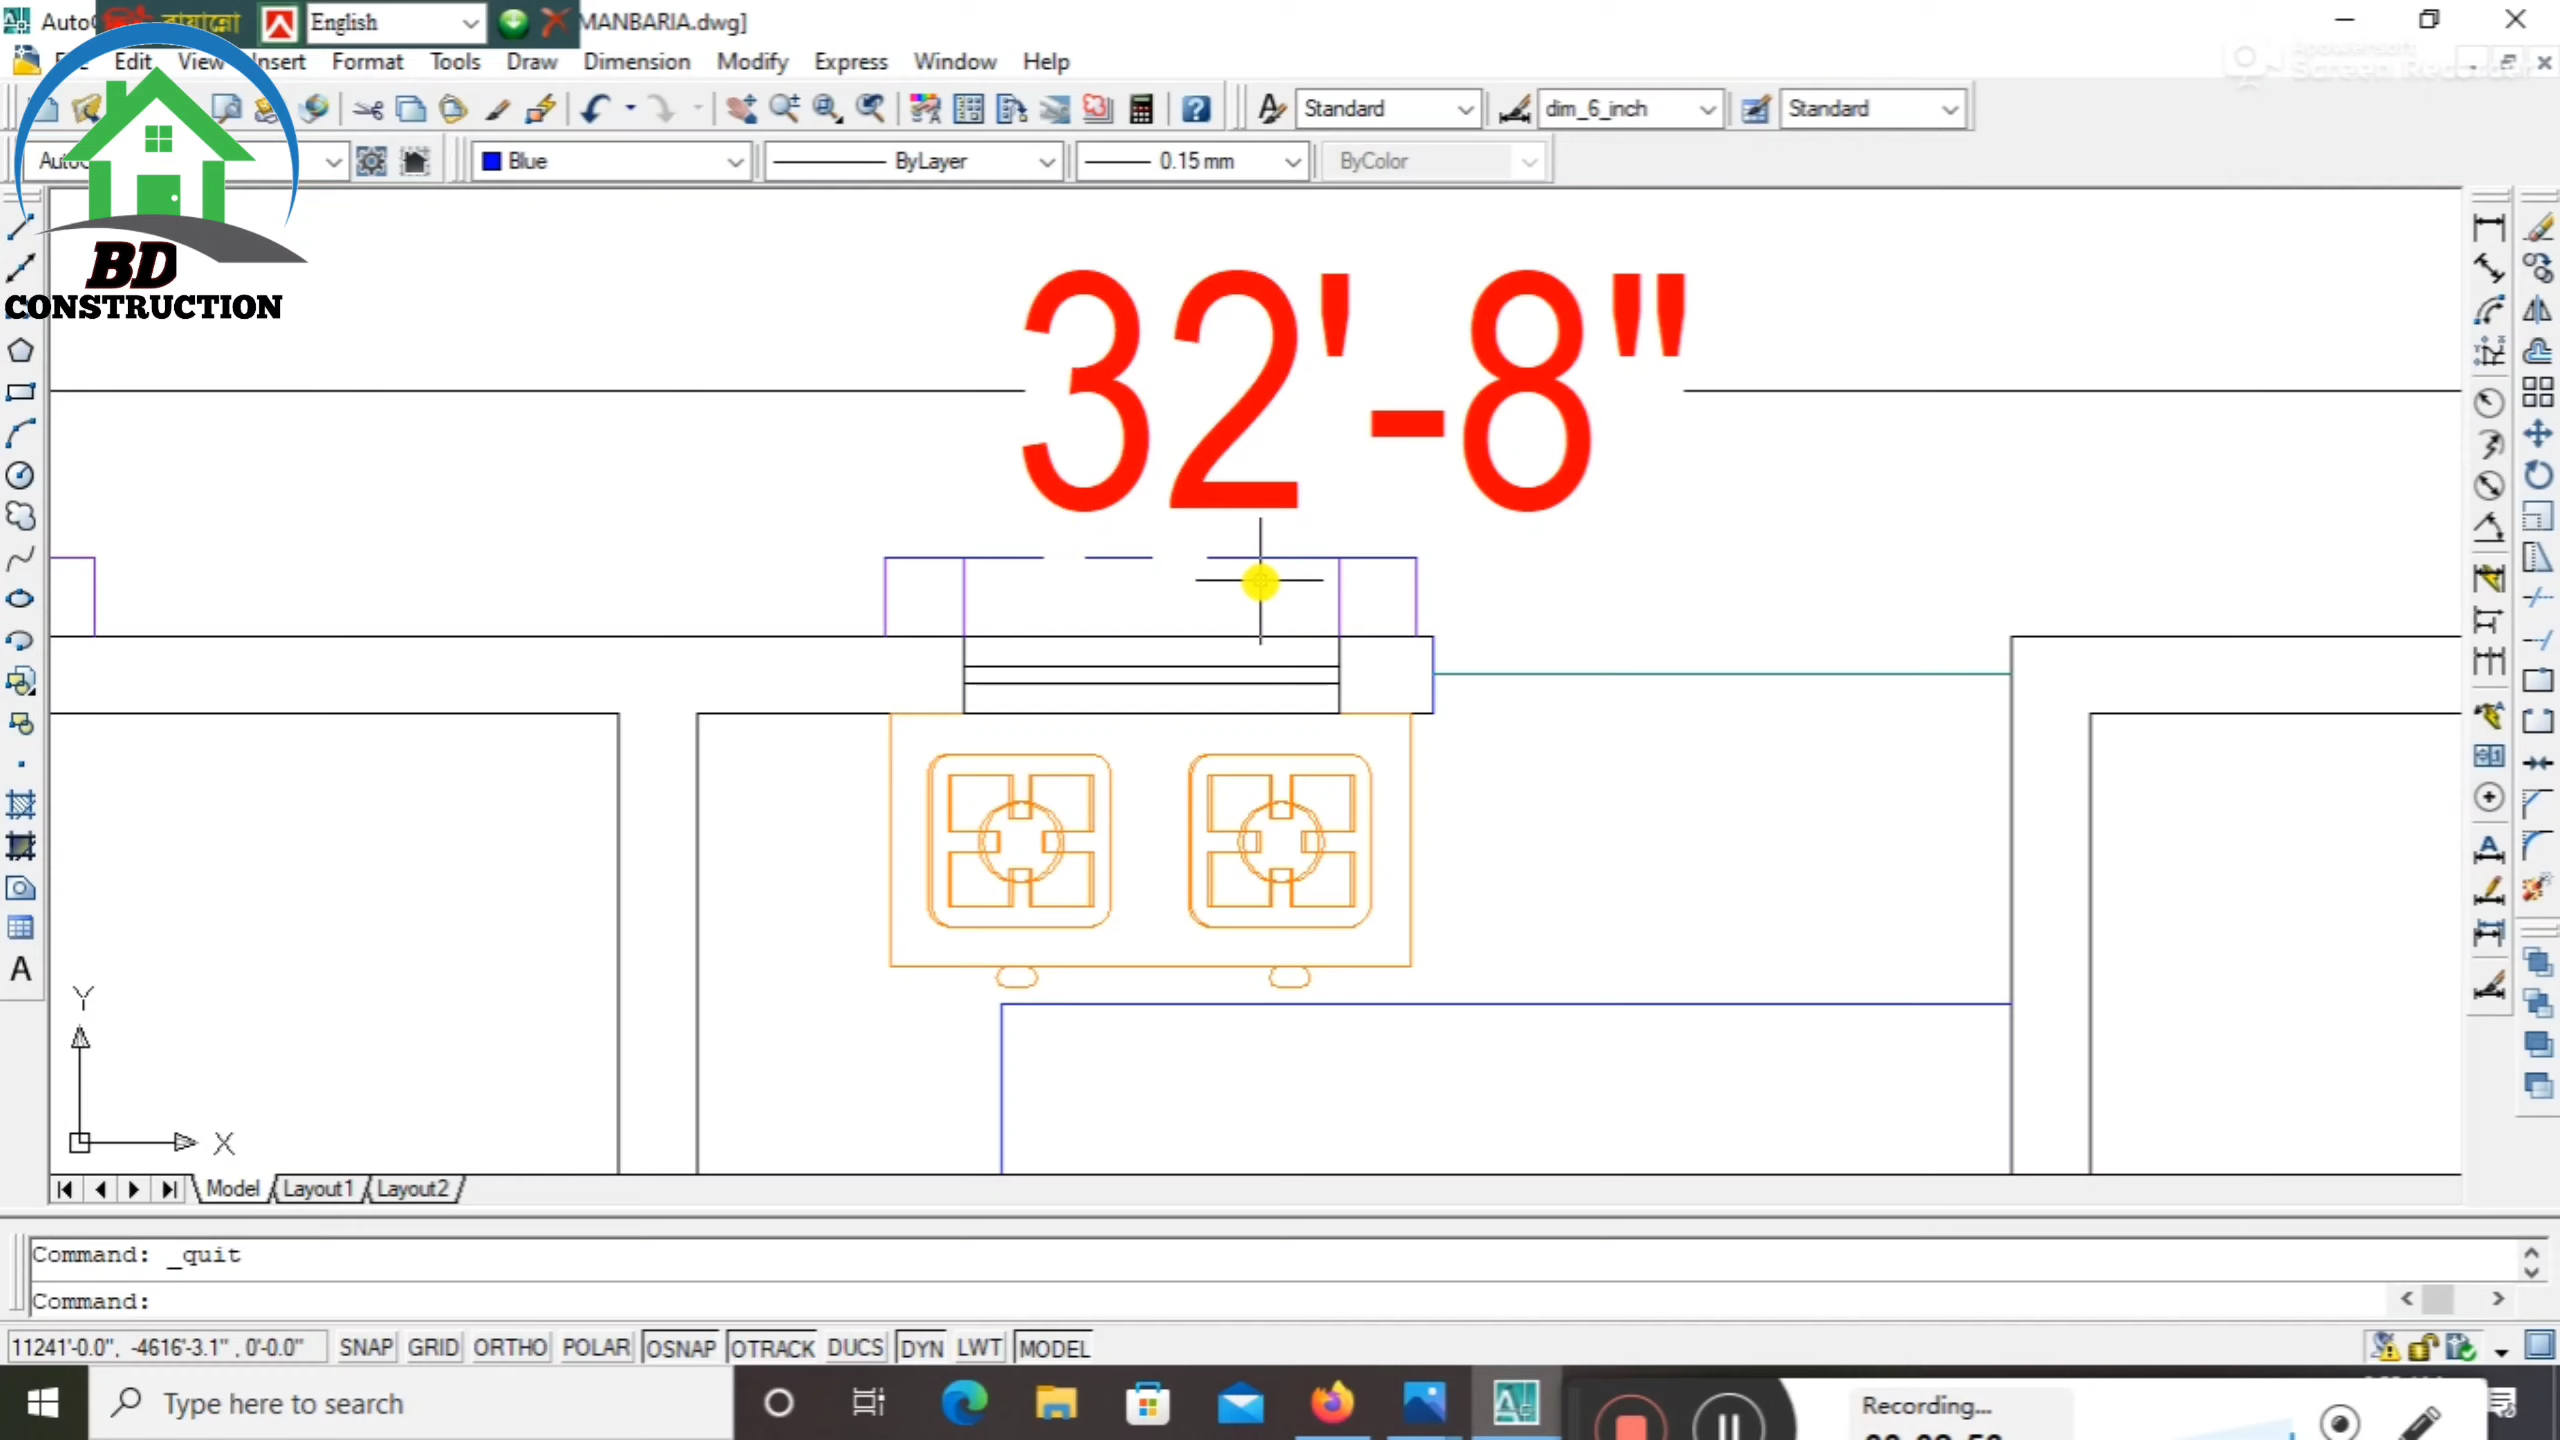 Auto
বায়ান্নো
English
MANBARIA.dwg]
Edit View Insert Format Tools Draw Dimension Modify Express Window Help
Apowersoft
Screen Recorder
Standard
dim_6_inch
Standard
Blue
ByLayer
0.15 mm
ByColor
BD
CONSTRUCTION
32'-8"
A
Y
X
Model Layout1 Layout2
Command: _quit
Command:
11241'-0.0", -4616'-3.1" , 0'-0.0" SNAP GRID ORTHO POLAR OSNAP OTRACK DUCS DYN LWT MODEL
Type here to search
Recording...